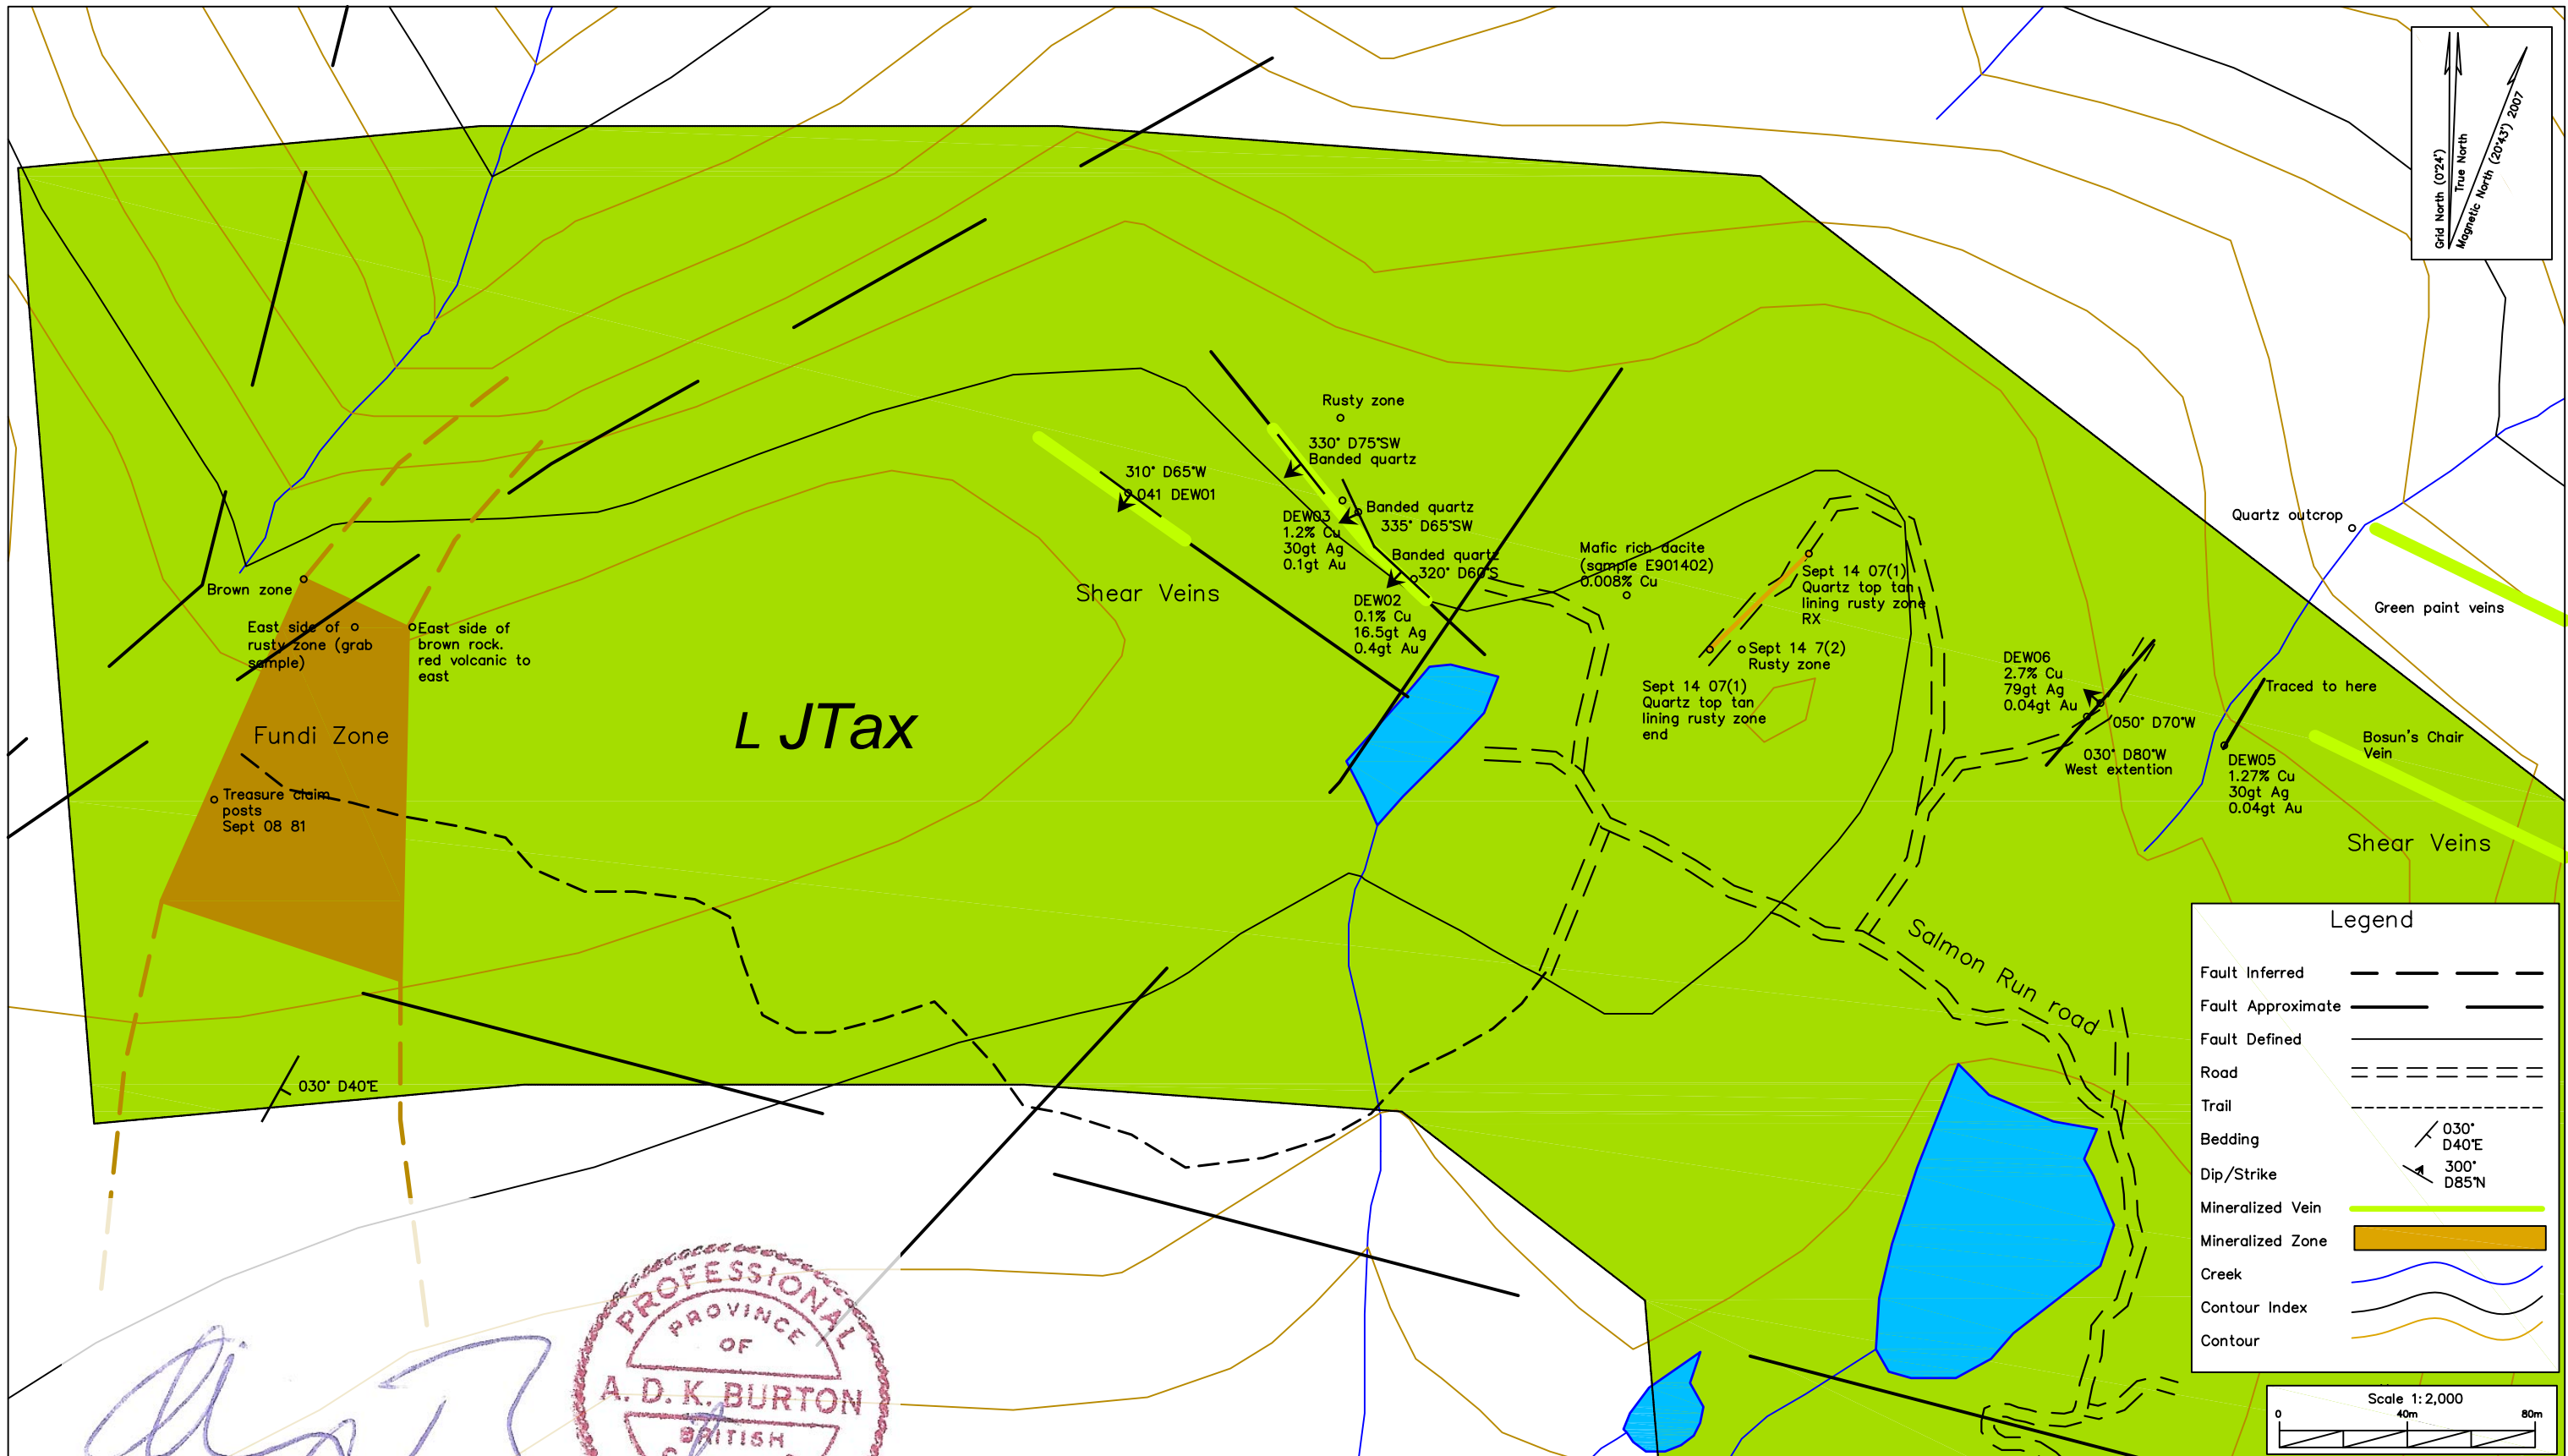 Grid North (0°24')
True North
Magnetic North (20°43') 2007
Rusty zone
330° D75°SW
Banded quartz
310° D65°W
041 DEW01
Banded quartz
335° D65°SW
DEW03
1.2% Cu
30gt Ag
0.1gt Au
Banded quartz
320° D60°S
DEW02
0.1% Cu
16.5gt Ag
0.4gt Au
Shear Veins
Mafic rich dacite
(sample E901402)
0.008% Cu
Sept 14 07(1)
Quartz top tan
lining rusty zone
RX
Sept 14 7(2)
Rusty zone
Sept 14 07(1)
Quartz top tan
lining rusty zone
end
Quartz outcrop
Green paint veins
DEW06
2.7% Cu
79gt Ag
0.04gt Au
050° D70°W
030° D80°W
West extention
Traced to here
Bosun's Chair
Vein
DEW05
1.27% Cu
30gt Ag
0.04gt Au
Shear Veins
Brown zone
East side of
rusty zone (grab
sample)
East side of
brown rock.
red volcanic to
east
Fundi Zone
L JTax
Treasure claim
posts
Sept 08 81
030° D40°E
Salmon Run road
Legend
Fault Inferred
Fault Approximate
Fault Defined
Road
Trail
Bedding
030°
D40°E
Dip/Strike
300°
D85°N
Mineralized Vein
Mineralized Zone
Creek
Contour Index
Contour
Scale 1:2,000
0 40m 80m
PROFESSIONAL
PROVINCE
OF
A. D. K. BURTON
BRITISH